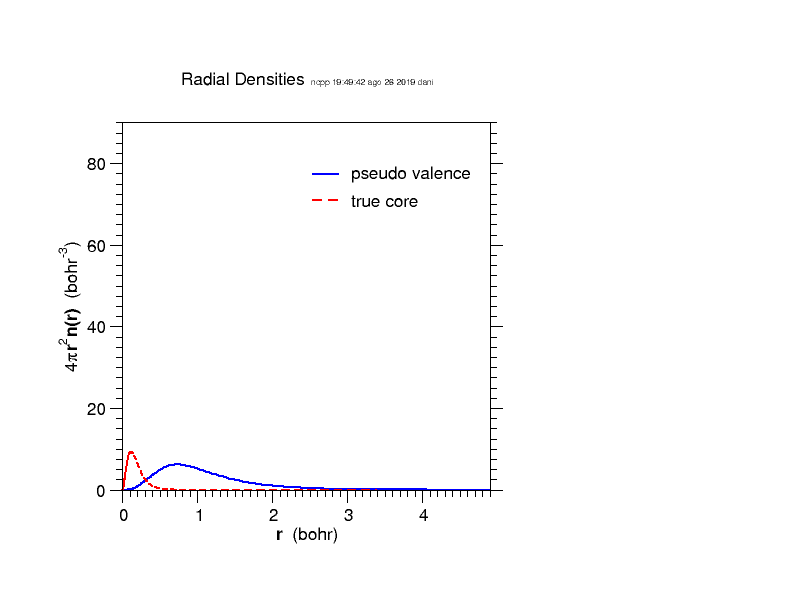 Radial Densities ncpp 19:49:42 ago 26 2019 dani
pseudo valence
true core
80
60
40
20
0
4πr²n(r) (bohr⁻³)
0 1 2 3 4
r (bohr)